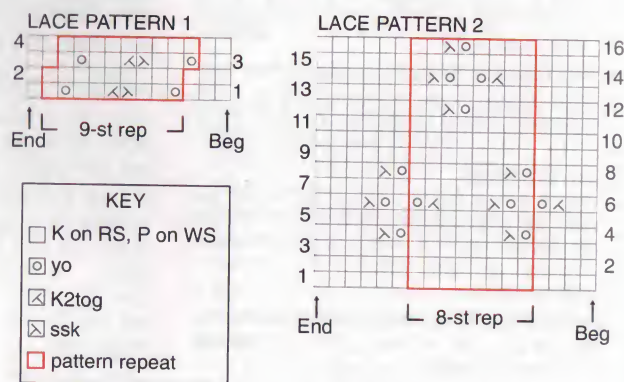 LACE PATTERN 1
4
2
3
1
End
9-st rep
Beg
KEY
K on RS, P on WS
yo
K2tog
ssk
pattern repeat
LACE PATTERN 2
15
13
11
9
7
5
3
1
16
14
12
10
8
6
4
2
End
8-st rep
Beg